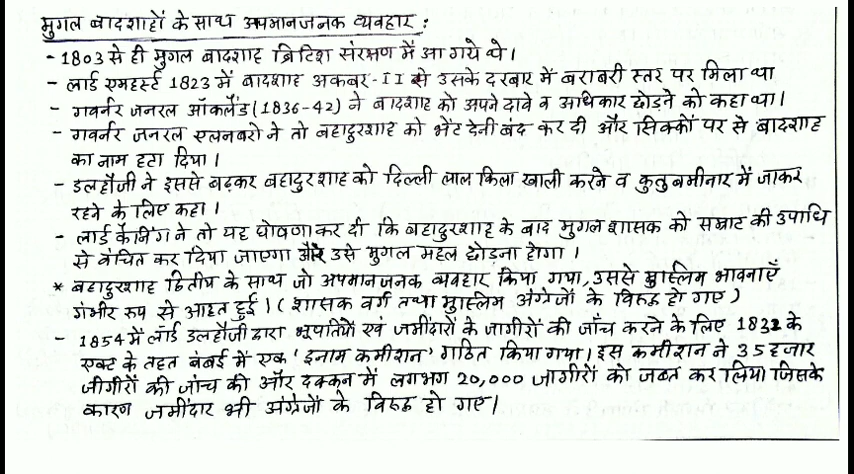 मुगल बादशाहों के साथ अपमानजनक व्यवहार :
- 1803 से ही मुगल बादशाह ब्रिटिश संरक्षण में आ गये थे।
- लार्ड एमहर्स्ट 1823 में बादशाह अकबर-II से उसके दरबार में बराबरी स्तर पर मिला था
- गवर्नर जनरल ऑकलैंड (1836-42) ने बादशाह को अपने दावे व अधिकार छोड़ने को कहा था।
- गवर्नर जनरल एलनबरो ने तो बहादुरशाह को भेंट देनी बंद कर दी और सिक्कों पर से बादशाह
का नाम हटा दिया।
- डलहौजी ने इससे बढ़कर बहादुरशाह को दिल्ली लाल किला खाली करने व कुतुबमीनार में जाकर
रहने के लिए कहा।
- लार्ड कैनिंग ने तो यह घोषणा कर दी कि बहादुरशाह के बाद मुगल शासक को सम्राट की उपाधि
से वंचित कर दिया जाएगा और उसे मुगल महल छोड़ना होगा।
* बहादुरशाह द्वितीय के साथ जो अपमानजनक व्यवहार किया गया, उससे मुस्लिम भावनाएँ
गंभीर रूप से आहत हुई। (शासक वर्ग तथा मुस्लिम अंग्रेजों के विरुद्ध हो गए)
- 1854 में लॉर्ड डलहौजी द्वारा भूपतियों एवं जमींदारों के जागीरों की जाँच करने के लिए 1832 के
एक्ट के तहत बंबई में एक 'इनाम कमीशन' गठित किया गया। इस कमीशन ने 35 हजार
जागीरों की जांच की और दक्कन में लगभग 20,000 जागीरों को जब्त कर लिया जिसके
कारण जमींदार भी अंग्रेजों के विरुद्ध हो गए।